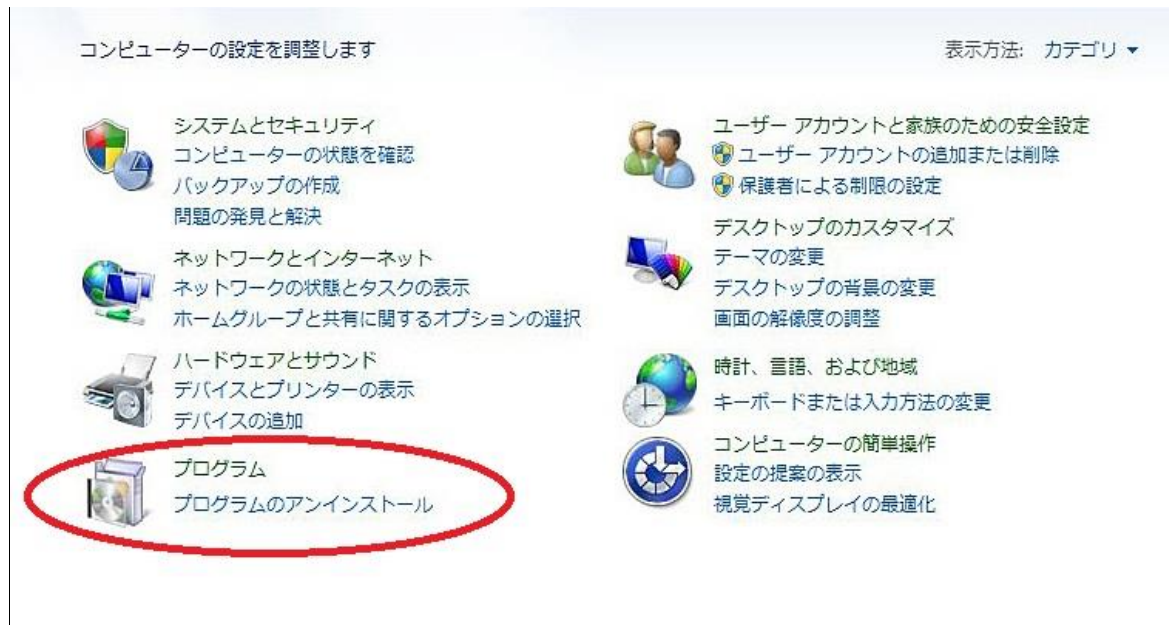 コンピューターの設定を調整します
表示方法: カテゴリ
システムとセキュリティ
コンピューターの状態を確認
バックアップの作成
問題の発見と解決
ネットワークとインターネット
ネットワークの状態とタスクの表示
ホームグループと共有に関するオプションの選択
ハードウェアとサウンド
デバイスとプリンターの表示
デバイスの追加
プログラム
プログラムのアンインストール
ユーザー アカウントと家族のための安全設定
ユーザー アカウントの追加または削除
保護者による制限の設定
デスクトップのカスタマイズ
テーマの変更
デスクトップの背景の変更
画面の解像度の調整
時計、言語、および地域
キーボードまたは入力方法の変更
コンピューターの簡単操作
設定の提案の表示
視覚ディスプレイの最適化